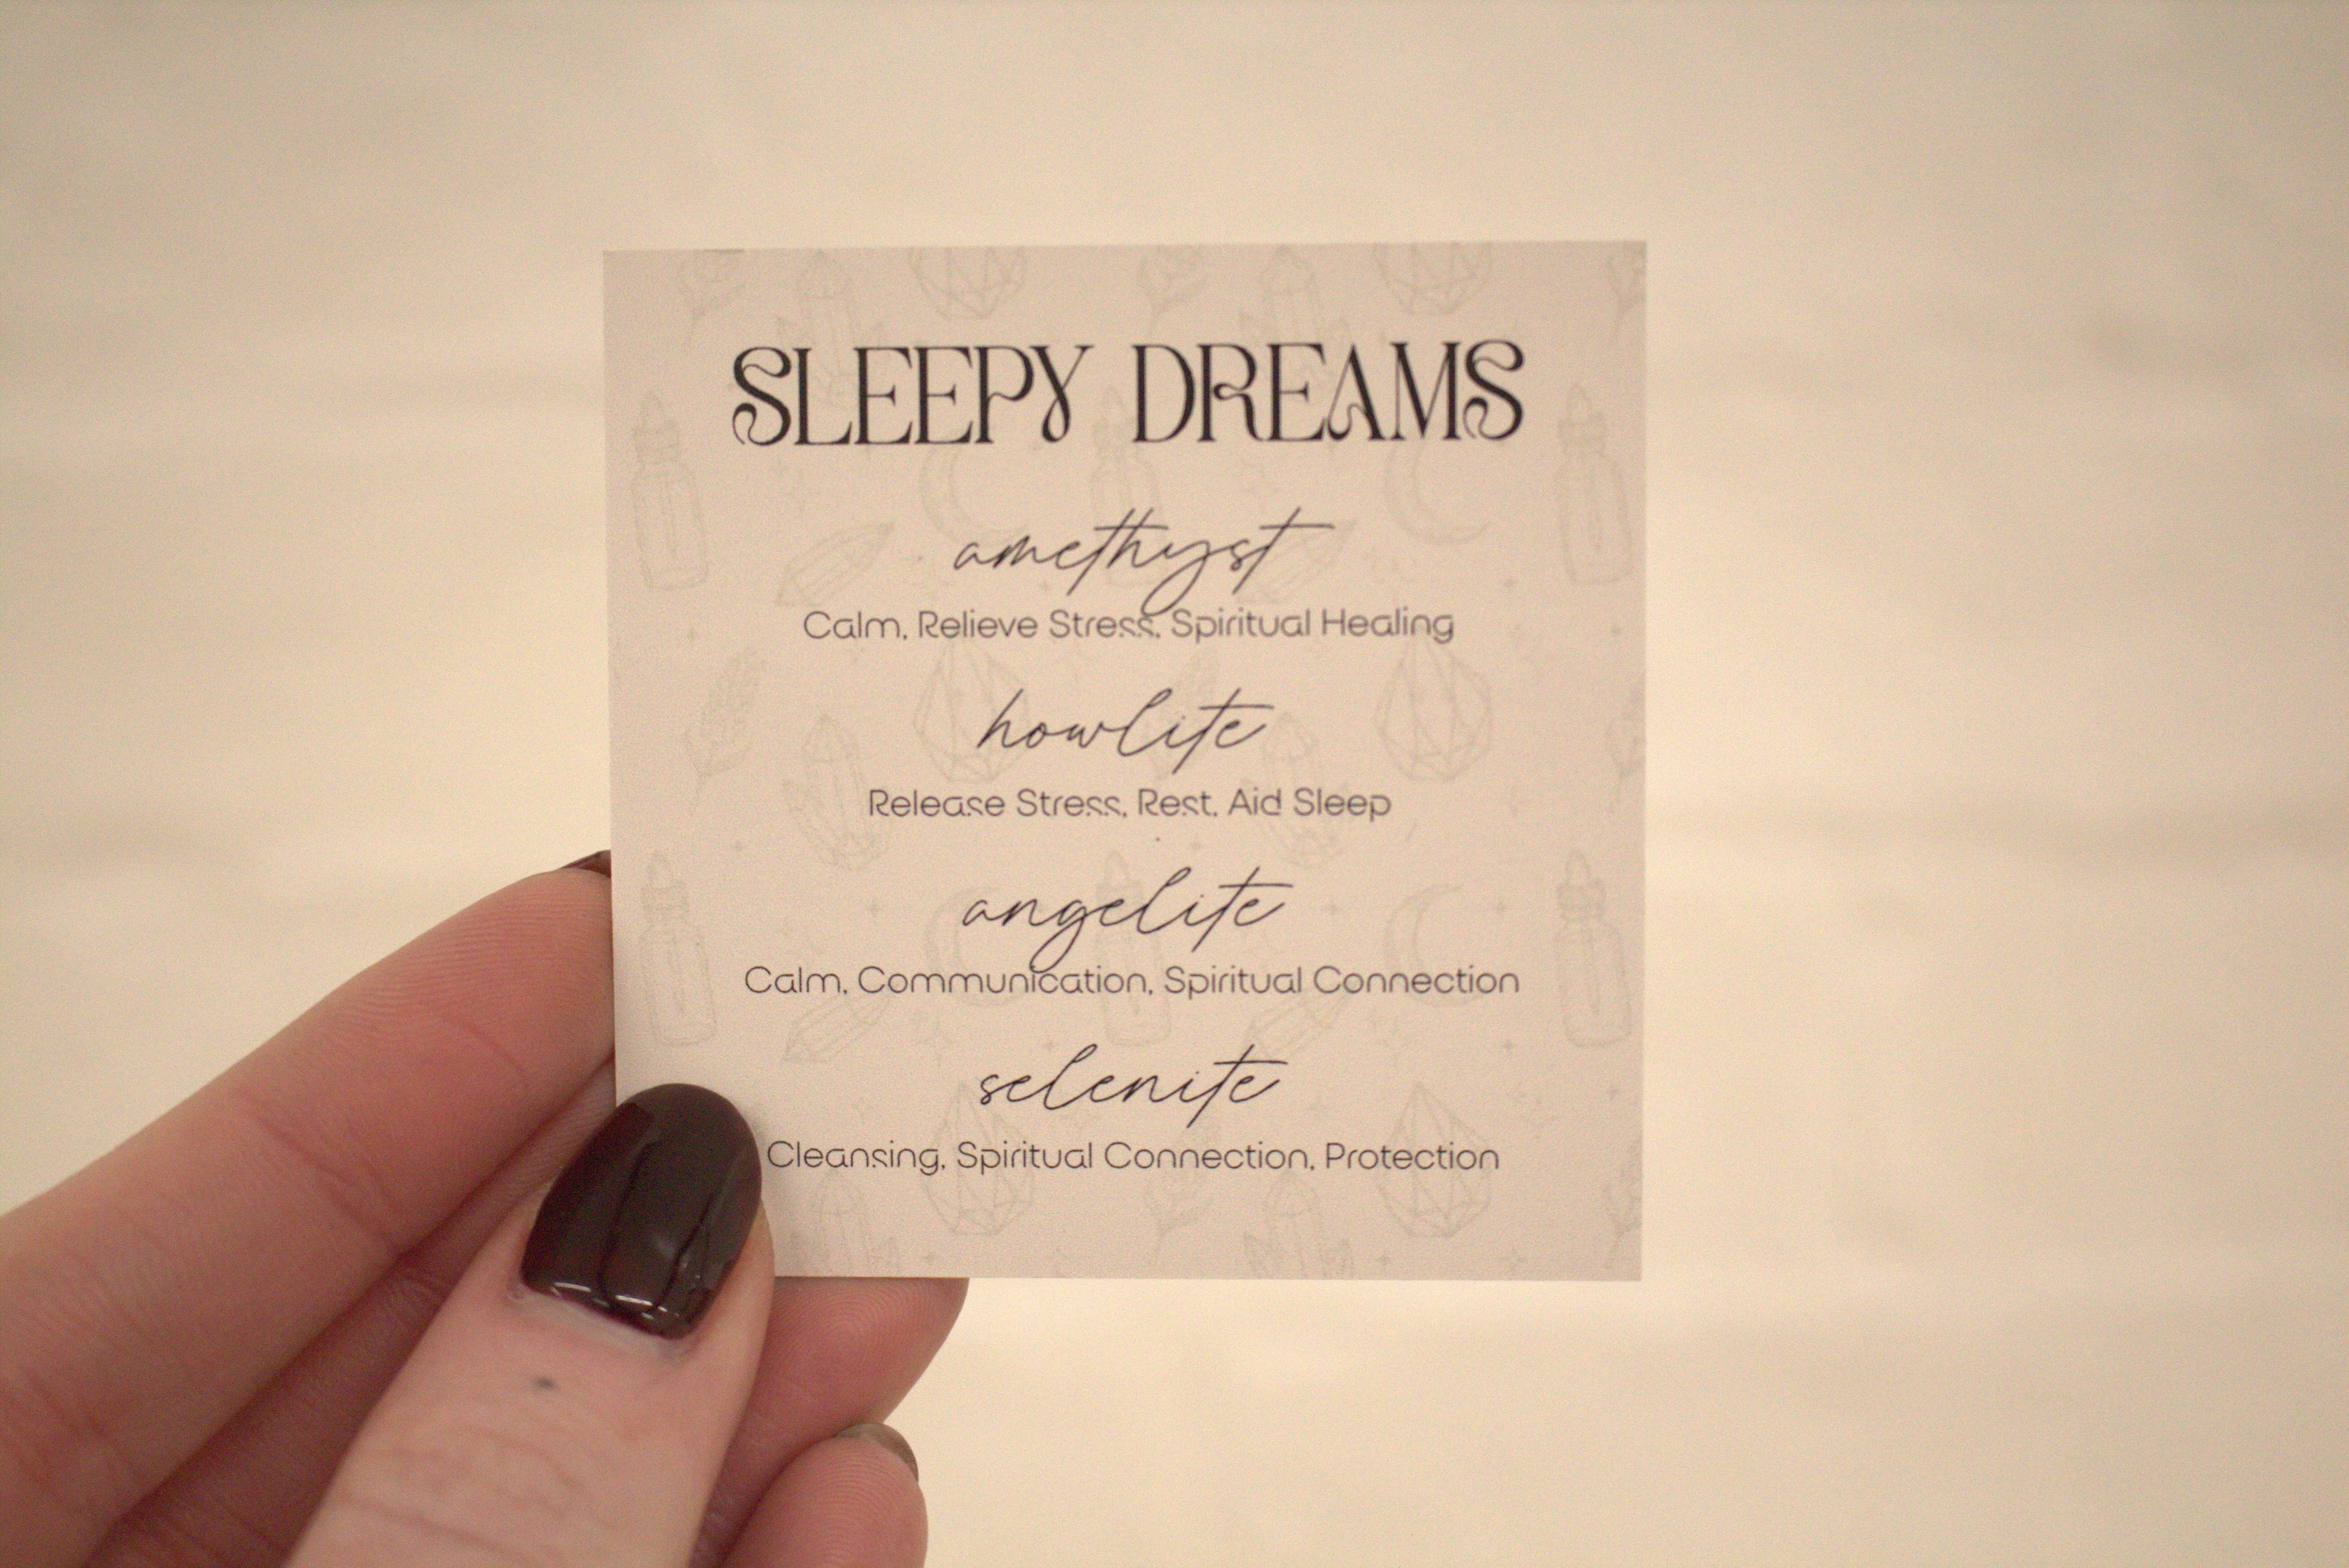 SLEEPY DREAMS
amethyst
Calm, Relieve Stress, Spiritual Healing
howlite
Release Stress, Rest, Aid Sleep
angelite
Calm, Communication, Spiritual Connection
selenite
Cleansing, Spiritual Connection, Protection